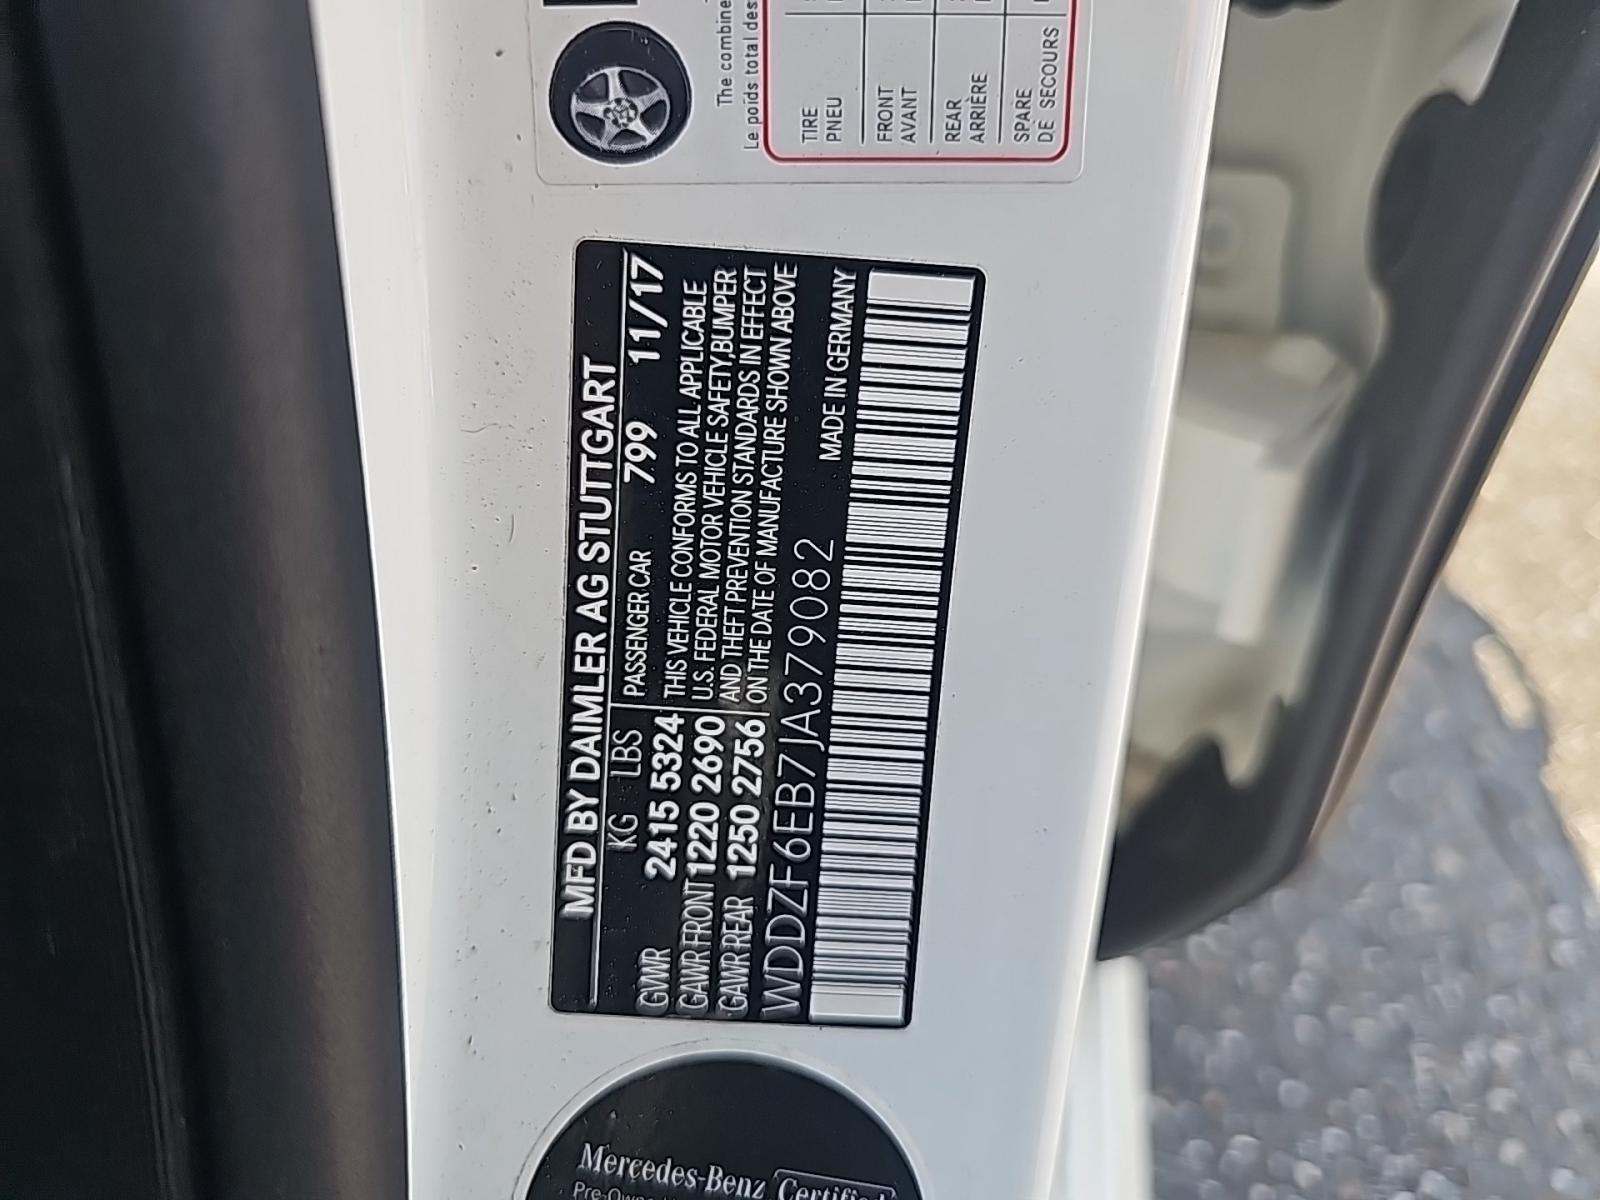 MFD BY DAIMLER AG STUTTGART
KG LBS PASSENGER CAR 799 11/17
GVWR 2415 5324 THIS VEHICLE CONFORMS TO ALL APPLICABLE
GAWR FRONT 1220 2690 U.S. FEDERAL MOTOR VEHICLE SAFETY,BUMPER
GAWR REAR 1250 2756 AND THEFT PREVENTION STANDARDS IN EFFECT
ON THE DATE OF MANUFACTURE SHOWN ABOVE
WDDZF6EB7JA379082 MADE IN GERMANY
The combine
Le poids total des
TIRE
PNEU
FRONT
AVANT
REAR
ARRIÈRE
SPARE
DE SECOURS
Mercedes-Benz Certified